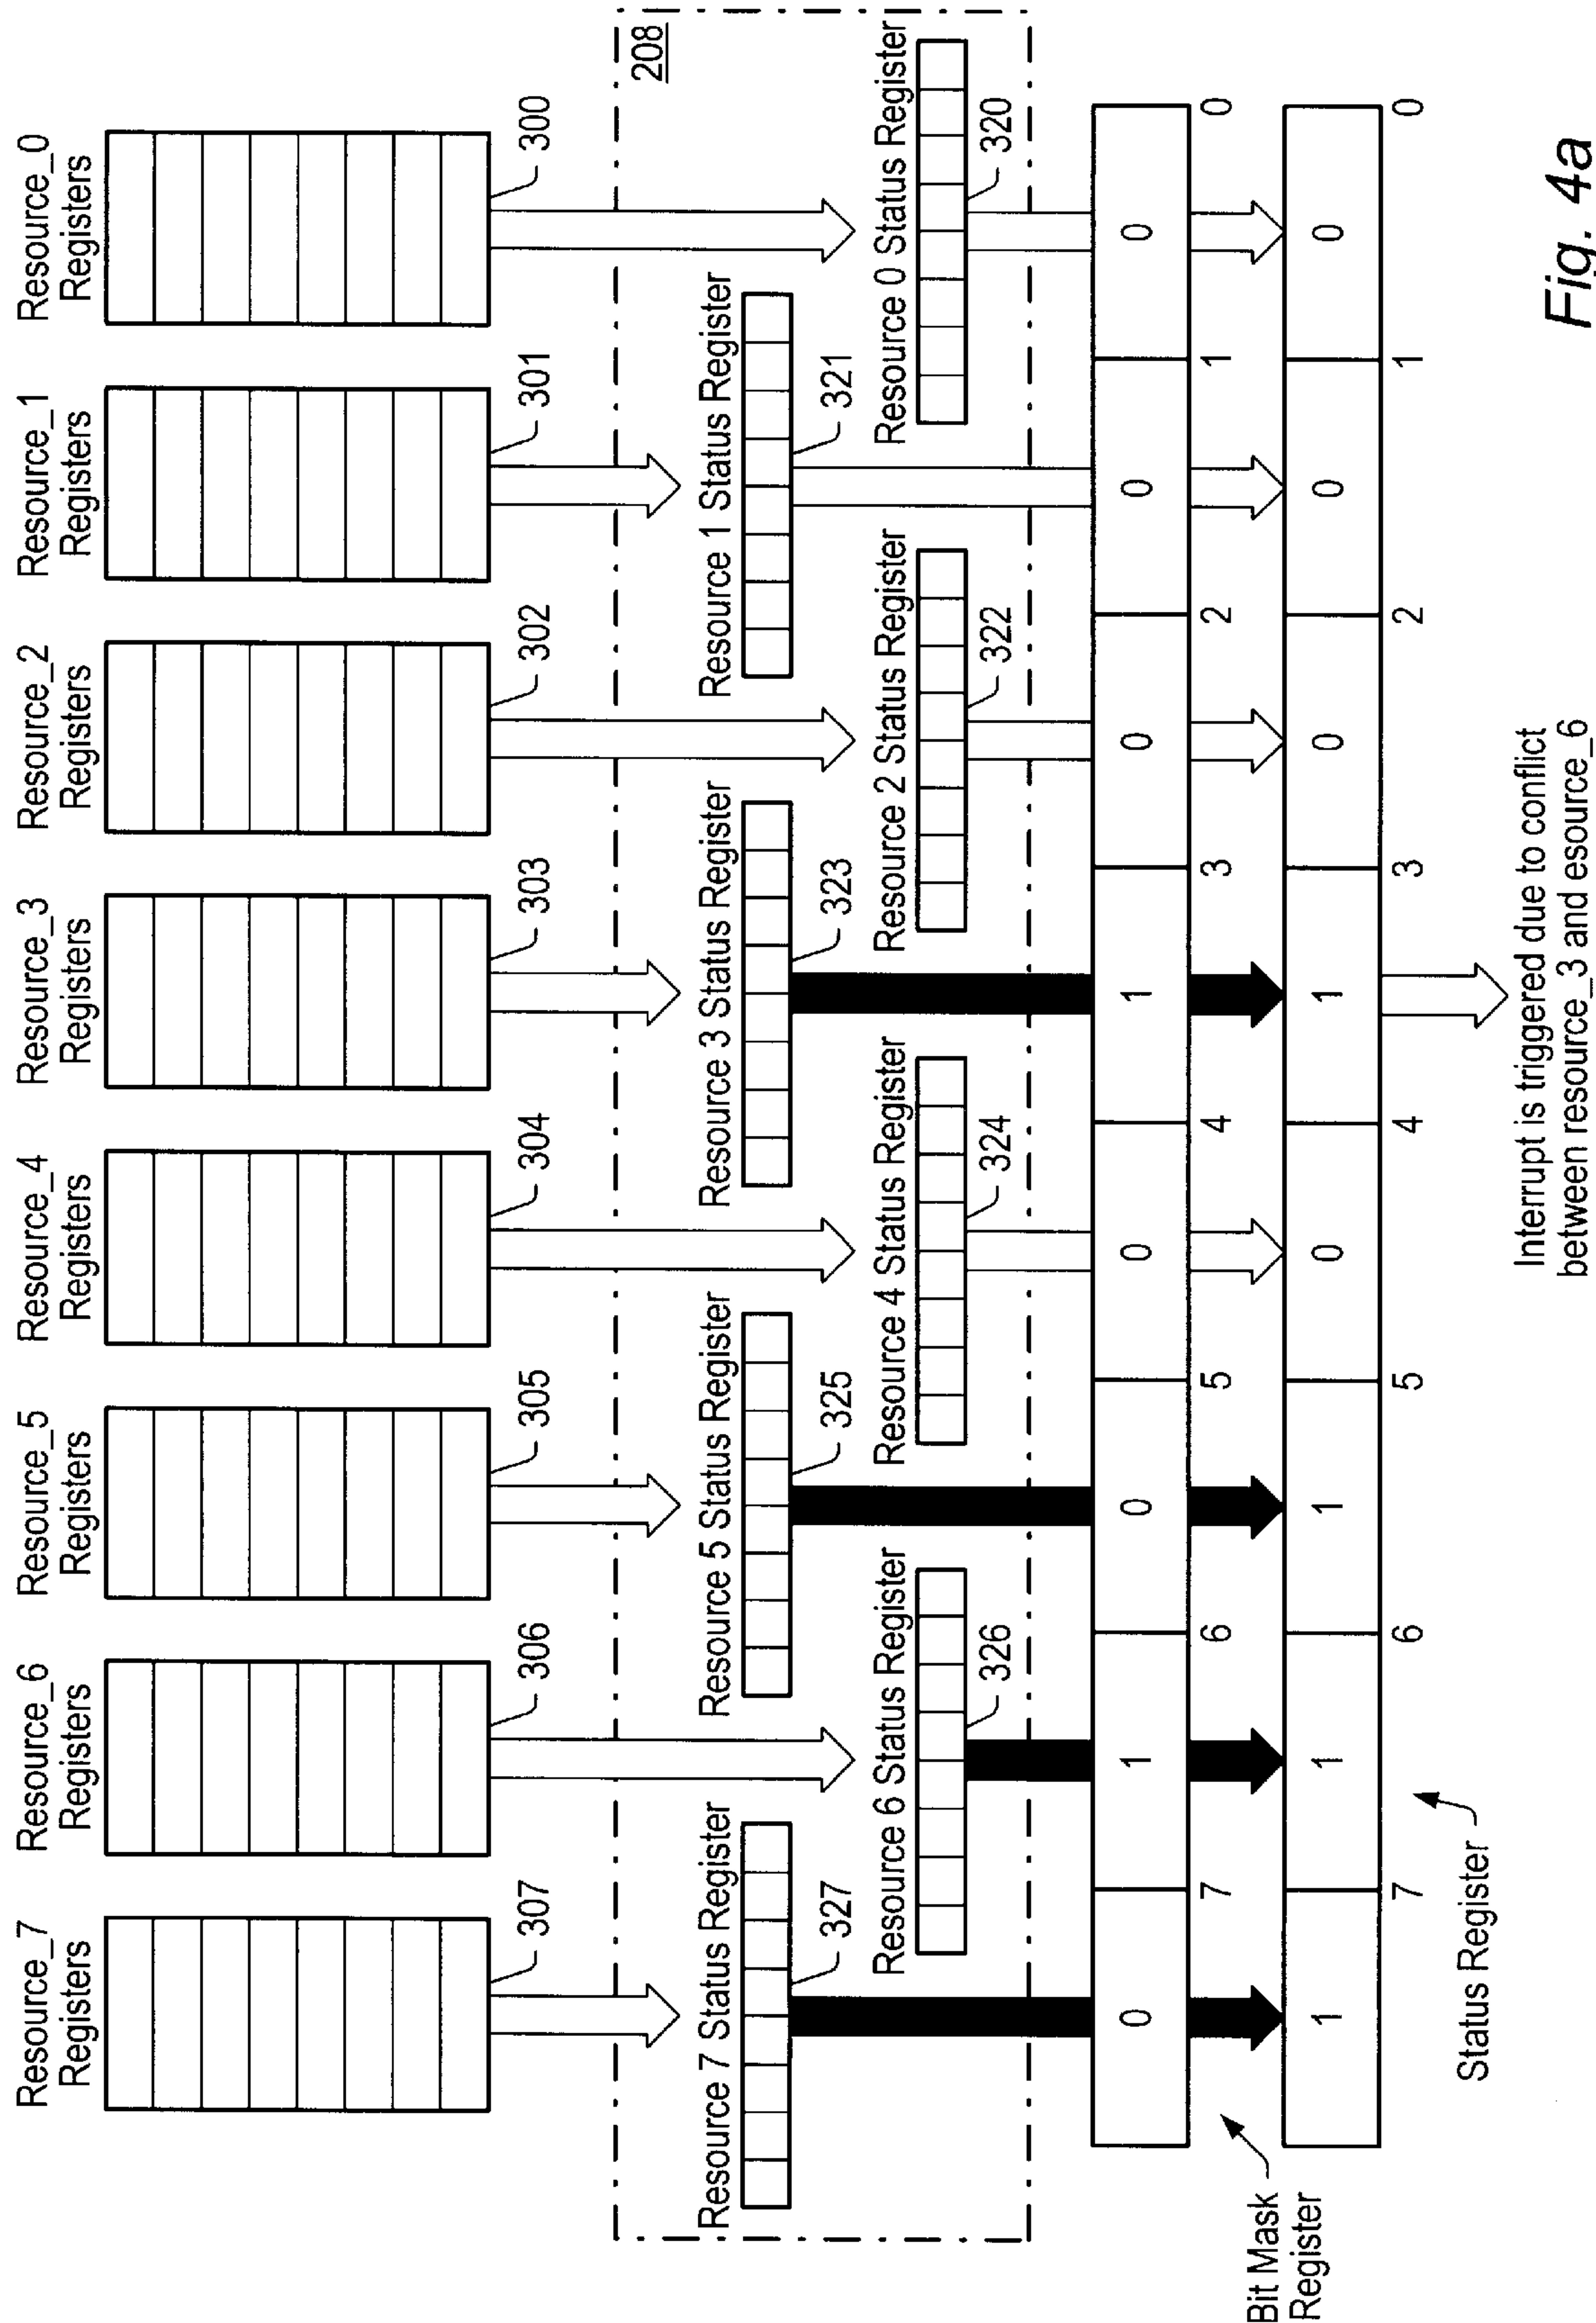 Resource_7
Registers
Resource_6
Registers
Resource_5
Registers
Resource_4
Registers
Resource_3
Registers
Resource_2
Registers
Resource_1
Registers
Resource_0
Registers
307
306
305
304
303
302
301
300
208
Resource 7 Status Register
Resource 5 Status Register
Resource 3 Status Register
Resource 1 Status Register
327
325
323
321
Resource 6 Status Register
Resource 4 Status Register
Resource 2 Status Register
Resource 0 Status Register
326
324
322
320
0 1 0 0 1 0 0 0
7 6 5 4 3 2 1 0
Bit Mask
Register
1 1 1 0 1 0 0 0
7 6 5 4 3 2 1 0
Status Register
Interrupt is triggered due to conflict
between resource_3 and esource_6
Fig. 4a